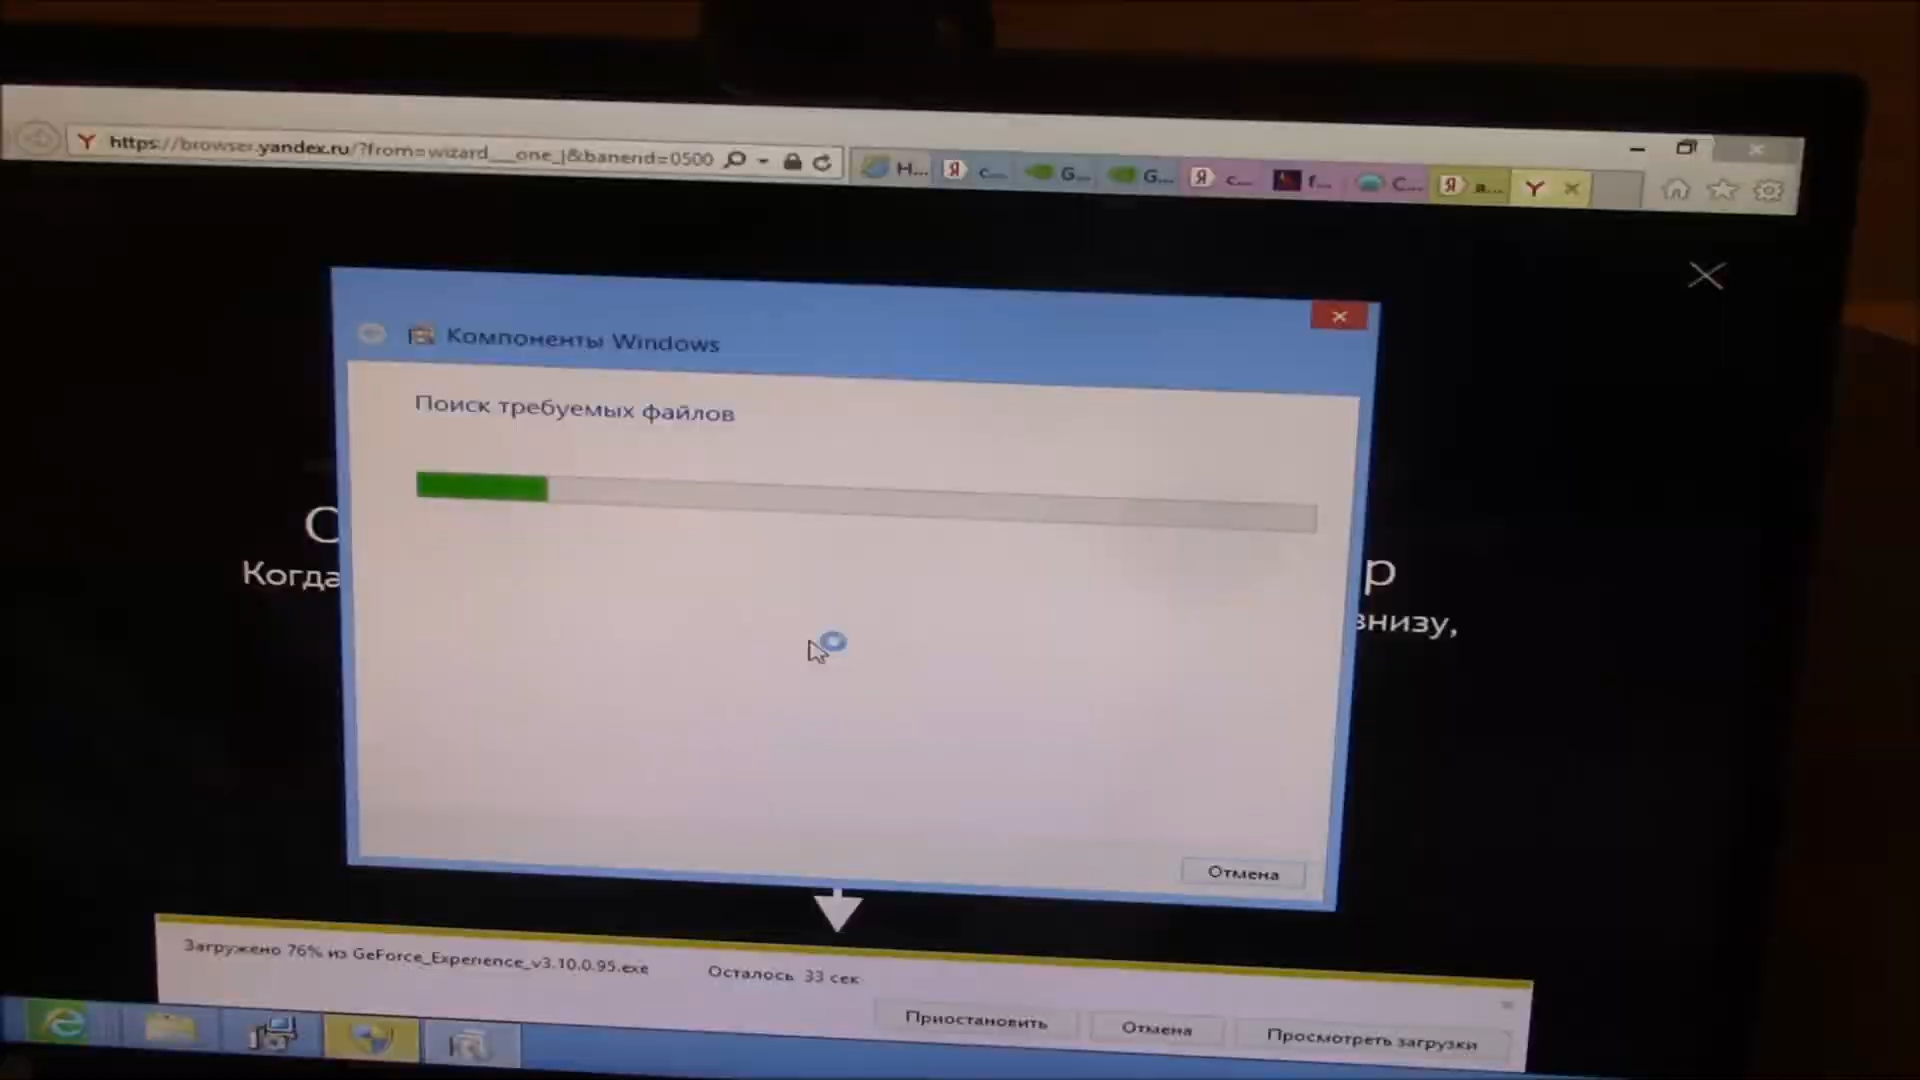 https://browser.yandex.ru/?from=wizard___one_j&banerid=0500
Н...
Я с...
G...
G...
Я с...
f...
С...
Я я...
Компоненты Windows
Поиск требуемых файлов
О
Когда
р
внизу,
Отмена
Загружено 76% из GeForce_Experience_v3.10.0.95.exe
Осталось 33 сек
Приостановить
Отмена
Просмотреть загрузки